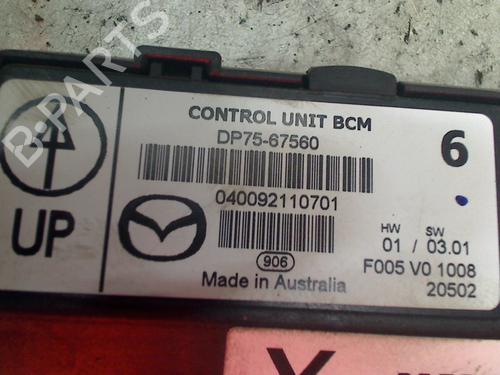 B-PARTS
CONTROL UNIT BCM
DP75-67560
6
040092110701
UP
HW SW
01 / 03.01
906
F005 V0 1008
Made in Australia
20502